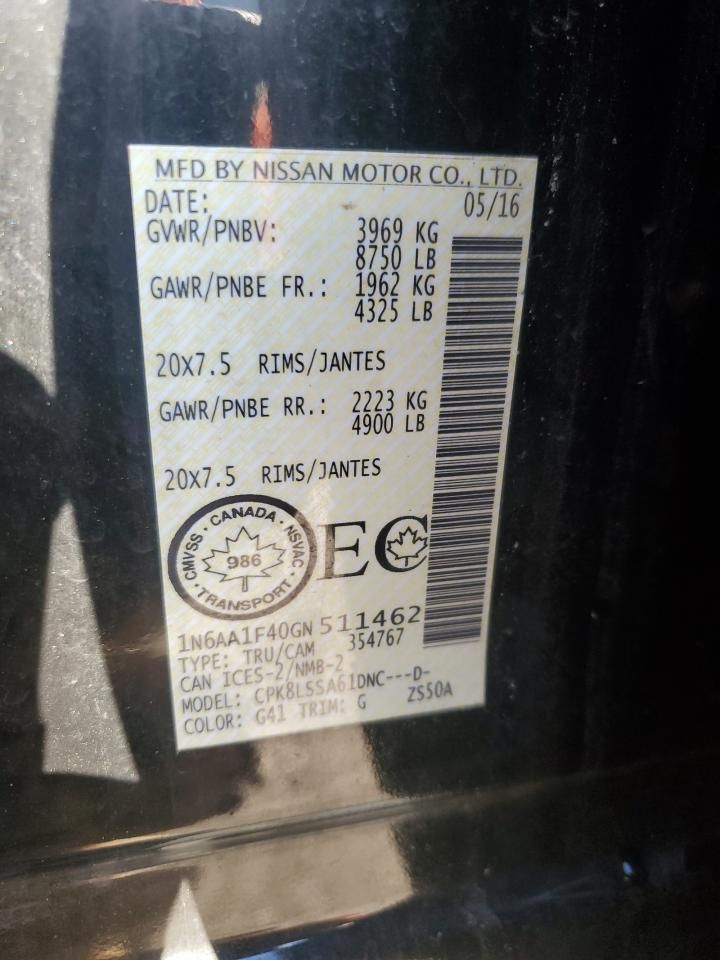 MFD BY NISSAN MOTOR CO., LTD.
DATE: 05/16
GVWR/PNBV: 3969 KG
8750 LB
GAWR/PNBE FR.: 1962 KG
4325 LB
20X7.5 RIMS/JANTES
GAWR/PNBE RR.: 2223 KG
4900 LB
20X7.5 RIMS/JANTES
CMVSS · CANADA · NSVAC
986
· TRANSPORT ·
EC
1N6AA1F40GN511462
TYPE: TRU/CAM 354767
CAN ICES-2/NMB-2
MODEL: CPK8LSSA61DNC---D-
COLOR: G41 TRIM: G ZS50A